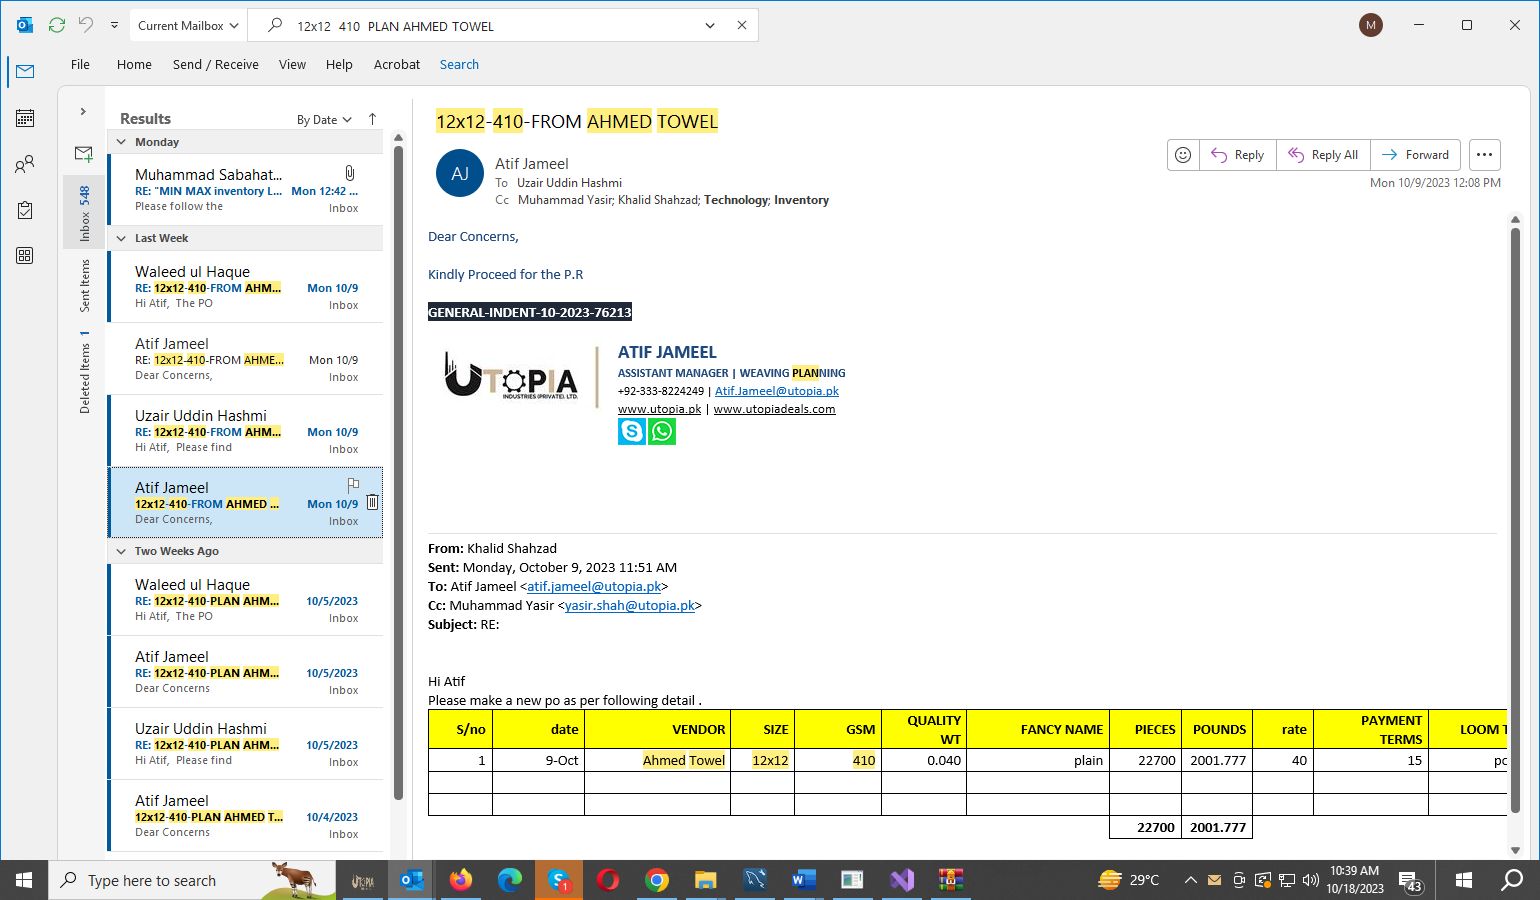 Current Mailbox
12x12 410 PLAN AHMED TOWEL
M
File Home Send / Receive View Help Acrobat Search
Results
By Date
Inbox 548
Sent Items
Deleted Items 1
Monday
Muhammad Sabahat...
RE: "MIN MAX inventory L... Mon 12:42 ...
Please follow the Inbox
Last Week
Waleed ul Haque
RE: 12x12-410-FROM AHM... Mon 10/9
Hi Atif, The PO Inbox
Atif Jameel
RE: 12x12-410-FROM AHME... Mon 10/9
Dear Concerns, Inbox
Uzair Uddin Hashmi
RE: 12x12-410-FROM AHM... Mon 10/9
Hi Atif, Please find Inbox
Atif Jameel
12x12-410-FROM AHMED ... Mon 10/9
Dear Concerns, Inbox
Two Weeks Ago
Waleed ul Haque
RE: 12x12-410-PLAN AHM... 10/5/2023
Hi Atif, The PO Inbox
Atif Jameel
RE: 12x12-410-PLAN AHM... 10/5/2023
Dear Concerns Inbox
Uzair Uddin Hashmi
RE: 12x12-410-PLAN AHM... 10/5/2023
Hi Atif, Please find Inbox
Atif Jameel
12x12-410-PLAN AHMED T... 10/4/2023
Dear Concerns Inbox
12x12-410-FROM AHMED TOWEL
AJ
Atif Jameel
To Uzair Uddin Hashmi
Cc Muhammad Yasir; Khalid Shahzad; Technology; Inventory
Reply Reply All Forward
Mon 10/9/2023 12:08 PM
Dear Concerns,
Kindly Proceed for the P.R
GENERAL-INDENT-10-2023-76213
UTOPIA
INDUSTRIES (PRIVATE). LTD.
ATIF JAMEEL
ASSISTANT MANAGER | WEAVING PLANNING
+92-333-8224249 | Atif.Jameel@utopia.pk
www.utopia.pk | www.utopiadeals.com
From: Khalid Shahzad
Sent: Monday, October 9, 2023 11:51 AM
To: Atif Jameel <atif.jameel@utopia.pk>
Cc: Muhammad Yasir <yasir.shah@utopia.pk>
Subject: RE:
Hi Atif
Please make a new po as per following detail .
S/no date VENDOR SIZE GSM QUALITY WT FANCY NAME PIECES POUNDS rate PAYMENT TERMS LOOM T
1 9-Oct Ahmed Towel 12x12 410 0.040 plain 22700 2001.777 40 15 po
22700 2001.777
Type here to search
UTOPIA
1
29°C
10:39 AM
10/18/2023
43